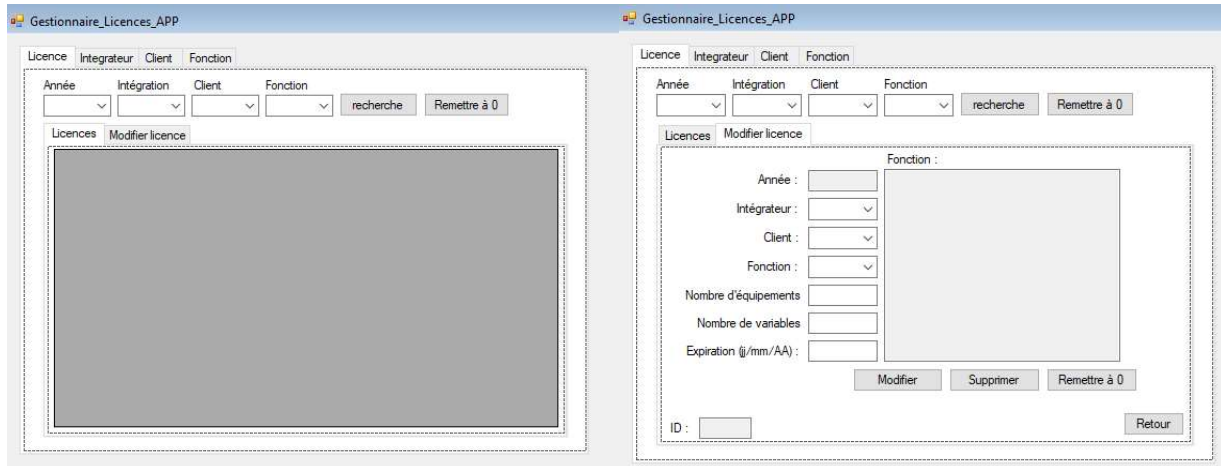 Gestionnaire_Licences_APP
Licence Integrateur Client Fonction
Année Intégration Client Fonction
recherche Remettre à 0
Licences Modifier licence
Gestionnaire_Licences_APP
Licence Integrateur Client Fonction
Année Intégration Client Fonction
recherche Remettre à 0
Licences Modifier licence
Fonction :
Année :
Intégrateur :
Client :
Fonction :
Nombre d'équipements
Nombre de variables
Expiration (jj/mm/AA) :
Modifier Supprimer Remettre à 0
ID : Retour